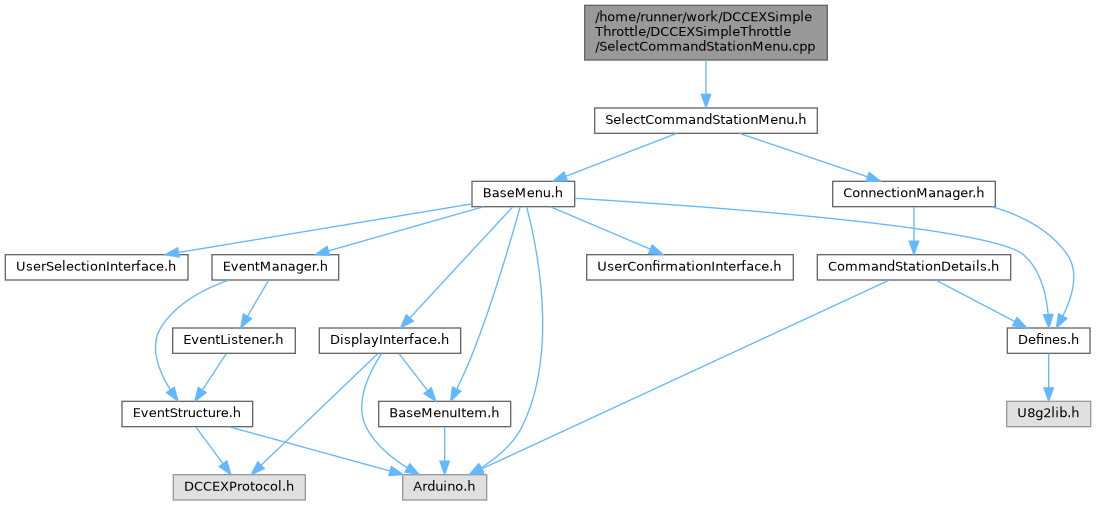 /home/runner/work/DCCEXSimple
Throttle/DCCEXSimpleThrottle
/SelectCommandStationMenu.cpp
SelectCommandStationMenu.h
BaseMenu.h
ConnectionManager.h
UserSelectionInterface.h
EventManager.h
UserConfirmationInterface.h
CommandStationDetails.h
EventListener.h
DisplayInterface.h
Defines.h
EventStructure.h
BaseMenuItem.h
U8g2lib.h
DCCEXProtocol.h
Arduino.h